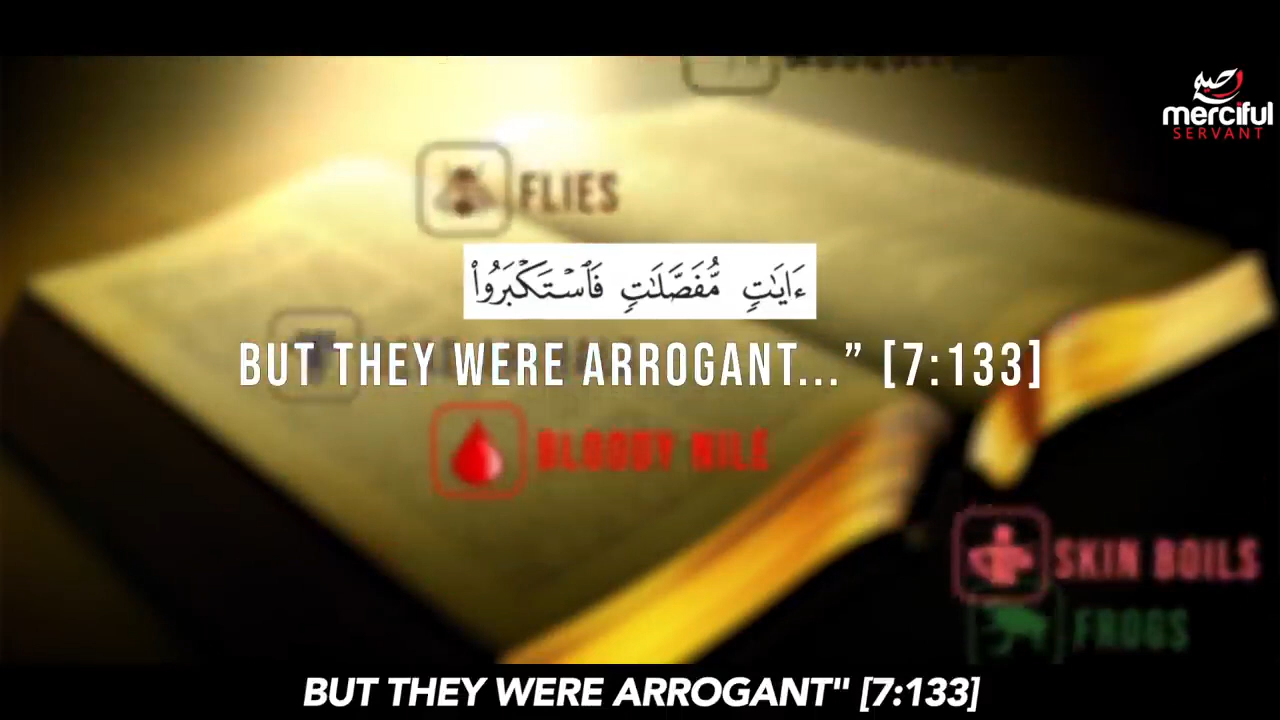 رحيم
merciful
SERVANT
FLIES
ءَايَٰتٍ مُّفَصَّلَٰتٍ فَٱسْتَكْبَرُوا۟
BUT THEY WERE ARROGANT...” [7:133]
BLOODY NILE
SKIN BOILS
FROGS
BUT THEY WERE ARROGANT" [7:133]